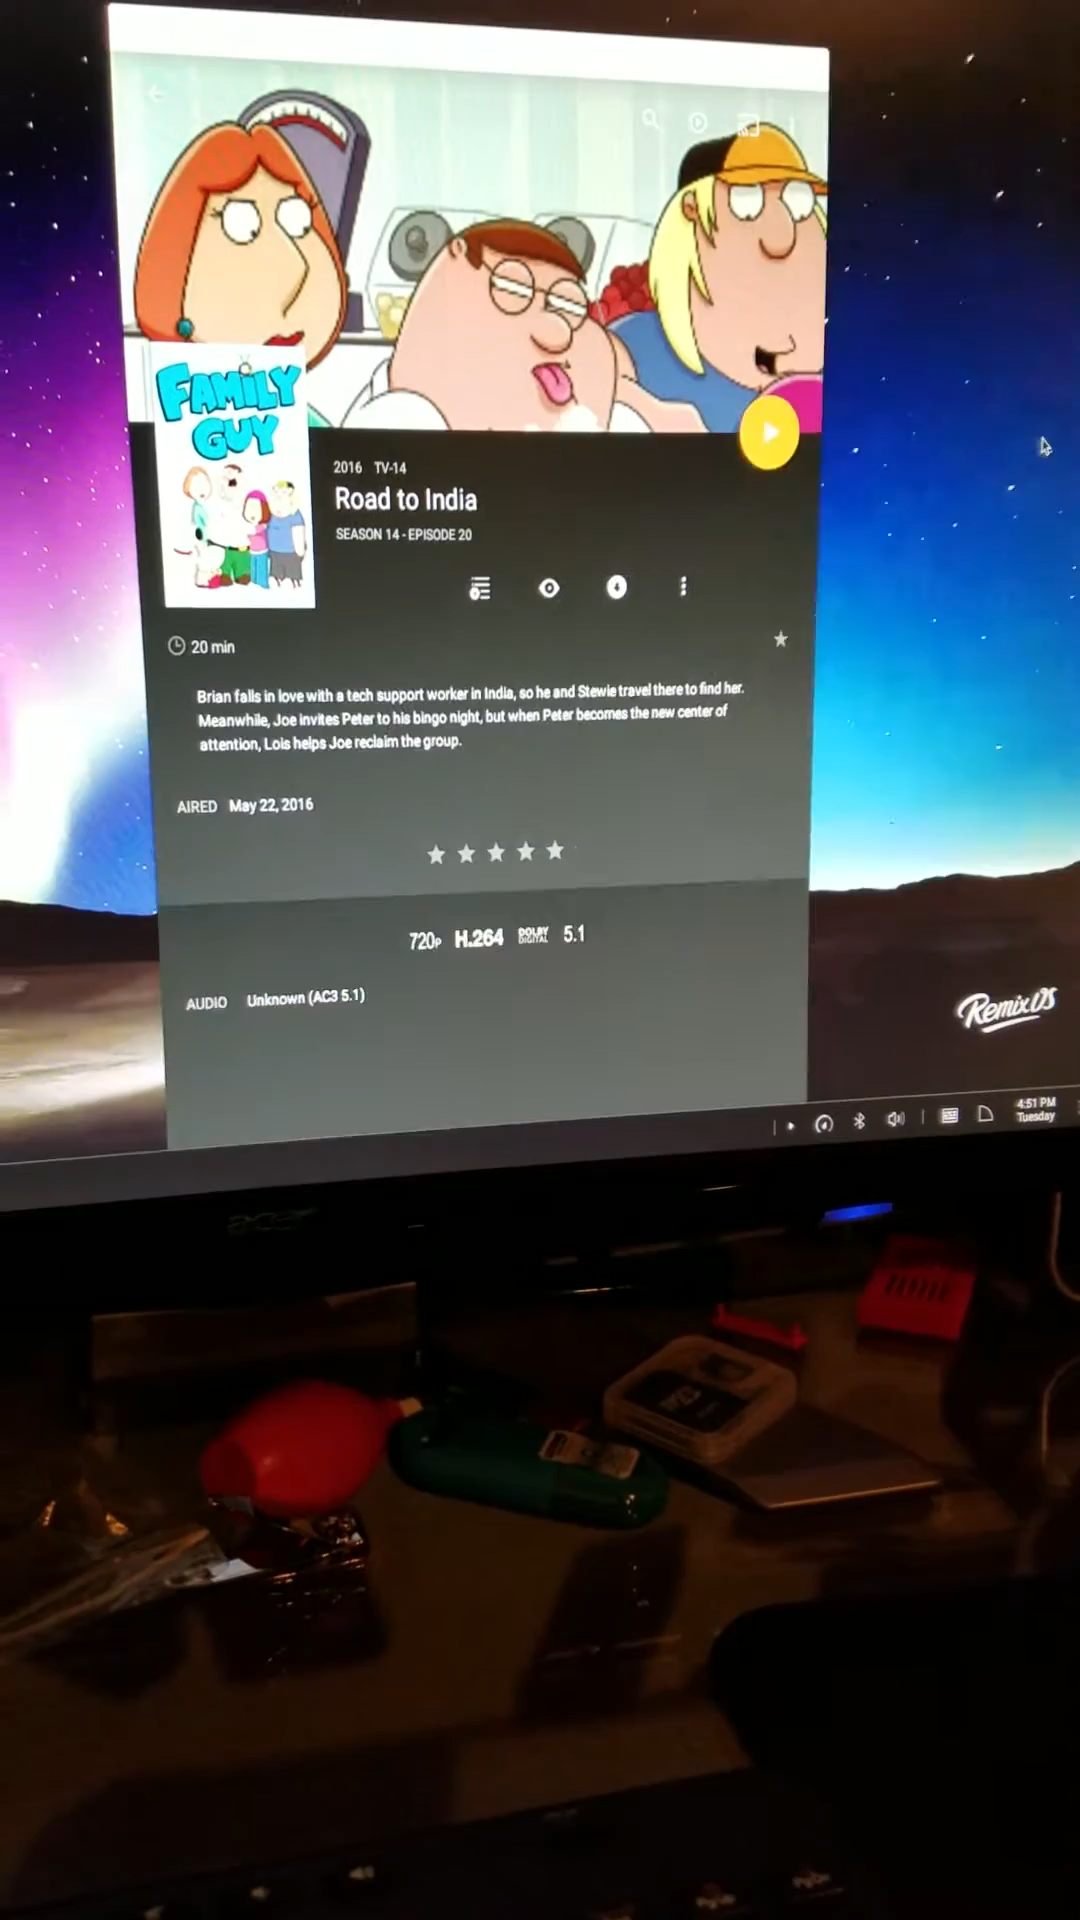 FAMILY
GUY
2016 TV-14
Road to India
SEASON 14 - EPISODE 20
20 min
Brian falls in love with a tech support worker in India, so he and Stewie travel there to find her.
Meanwhile, Joe invites Peter to his bingo night, but when Peter becomes the new center of
attention, Lois helps Joe reclaim the group.
AIRED May 22, 2016
720P H.264 DOLBY DIGITAL 5.1
AUDIO Unknown (AC3 5.1)
RemixOS
4:51 PM
Tuesday
acer